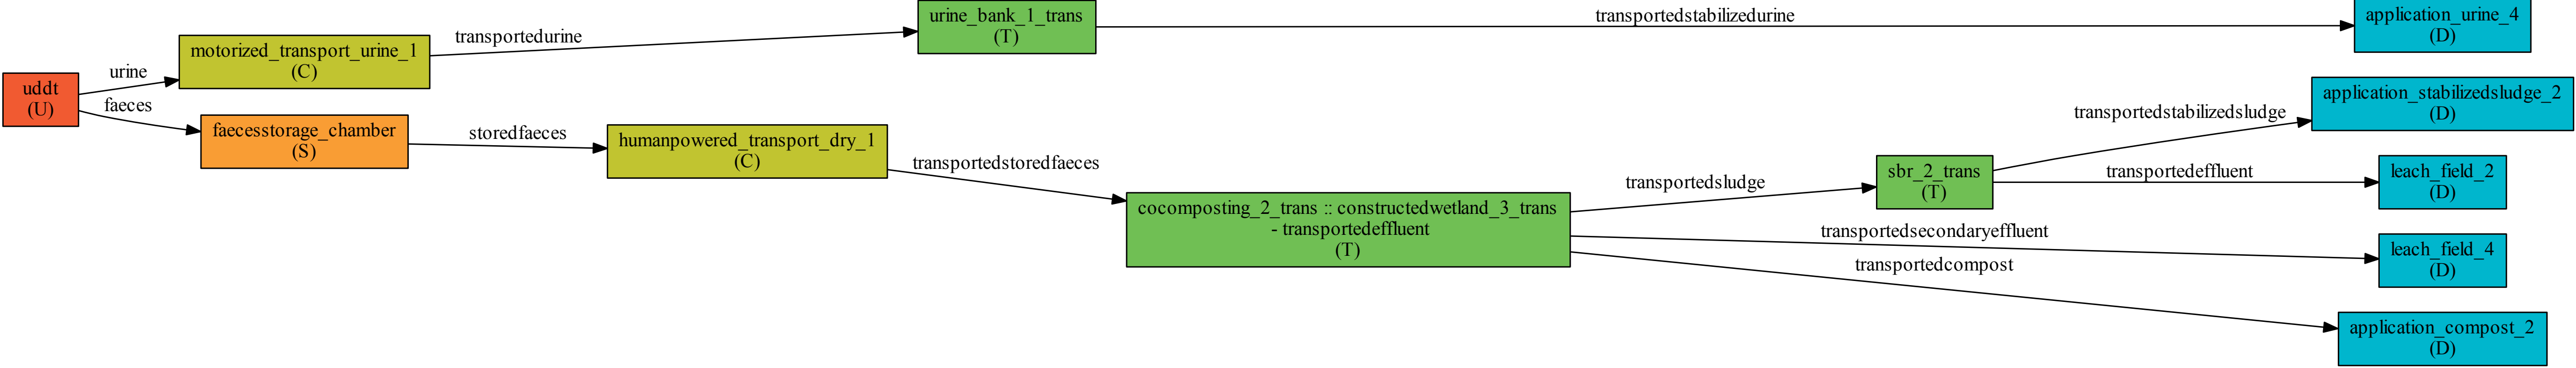 uddt
(U)
urine
faeces
motorized_transport_urine_1
(C)
faecesstorage_chamber
(S)
transportedurine
storedfaeces
humanpowered_transport_dry_1
(C)
urine_bank_1_trans
(T)
transportedstoredfaeces
cocomposting_2_trans :: constructedwetland_3_trans
- transportedeffluent
(T)
transportedstabilizedurine
transportedsludge
sbr_2_trans
(T)
transportedsecondaryeffluent
transportedcompost
transportedstabilizedsludge
transportedeffluent
application_urine_4
(D)
application_stabilizedsludge_2
(D)
leach_field_2
(D)
leach_field_4
(D)
application_compost_2
(D)